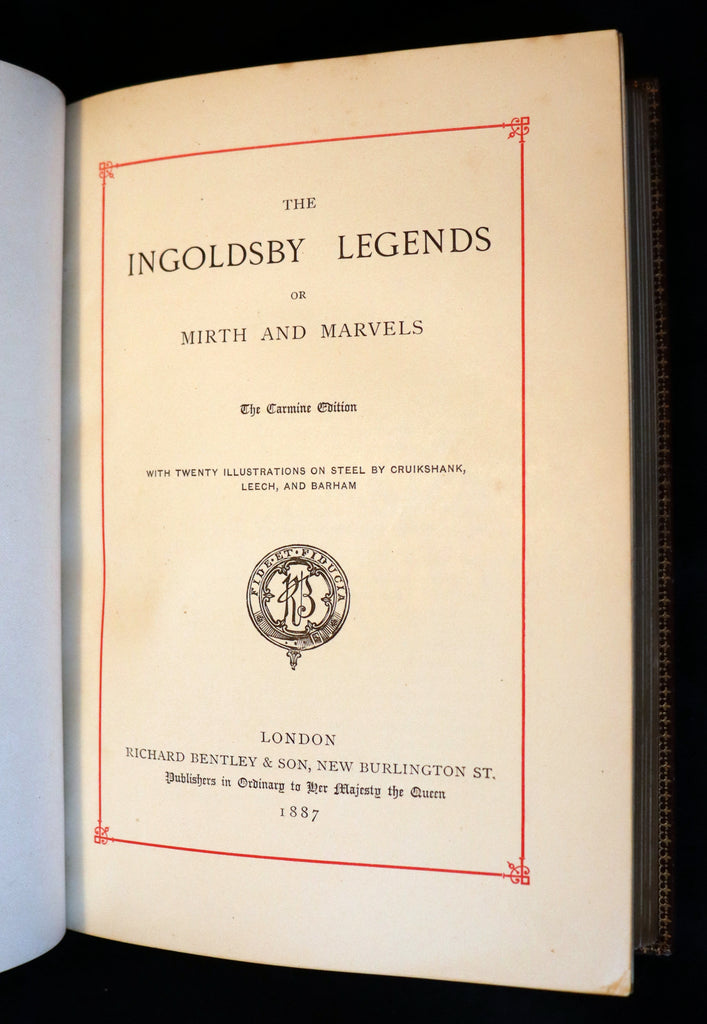 THE
INGOLDSBY LEGENDS
OR
MIRTH AND MARVELS
The Carmine Edition
WITH TWENTY ILLUSTRATIONS ON STEEL BY CRUIKSHANK,
LEECH, AND BARHAM
FIDE·ET·FIDUCIA
RB
LONDON
RICHARD BENTLEY & SON, NEW BURLINGTON ST.
Publishers in Ordinary to Her Majesty the Queen
1887